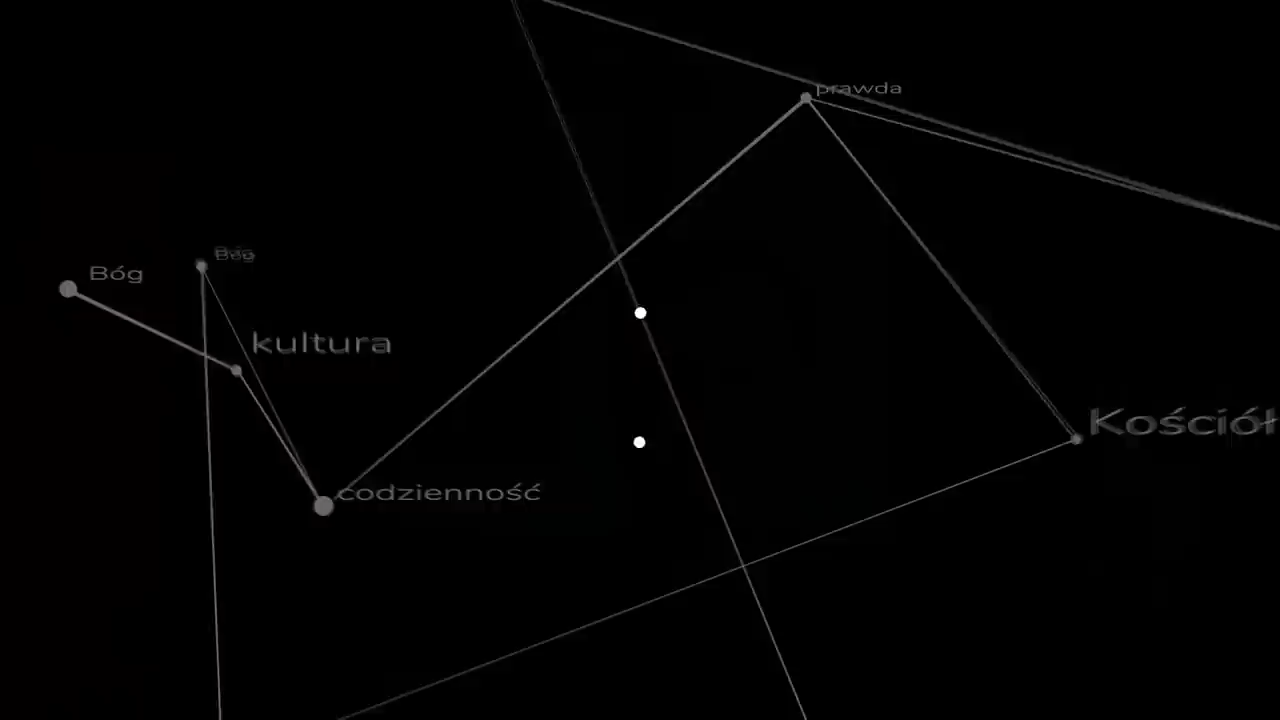 prawda
Bóg
Bóg
kultura
Kościół
codzienność